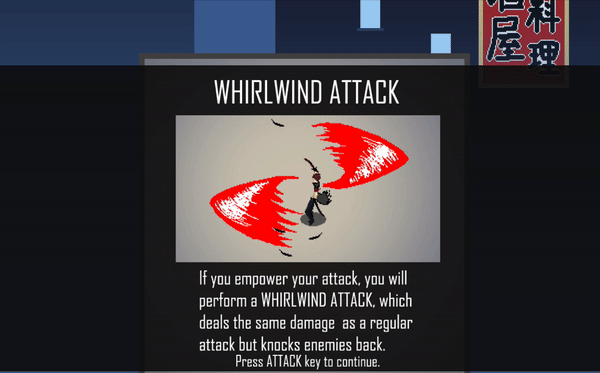 料
屋理
WHIRLWIND ATTACK
If you empower your attack, you will
perform a WHIRLWIND ATTACK, which
deals the same damage as a regular
attack but knocks enemies back.
Press ATTACK key to continue.